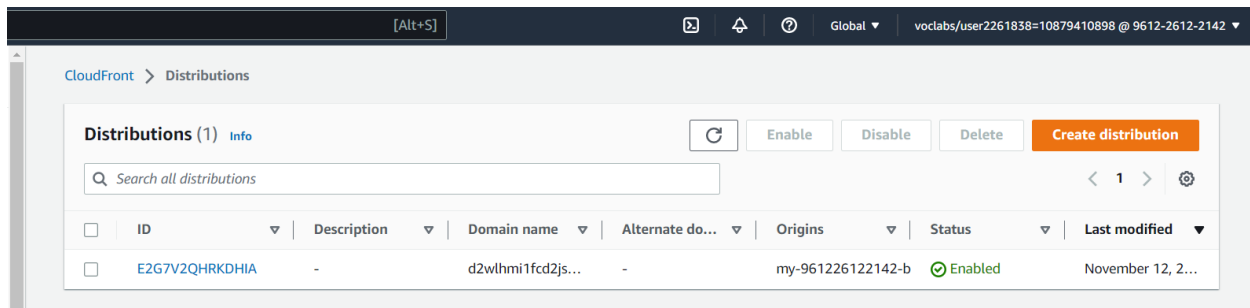 [Alt+S] Global voclabs/user2261838=10879410898 @ 9612-2612-2142
CloudFront Distributions
Distributions (1) Info Enable Disable Delete Create distribution
Search all distributions 1
ID Description Domain name Alternate do... Origins Status Last modified
E2G7V2QHRKDHIA - d2wlhmi1fcd2js... - my-961226122142-b Enabled November 12, 2...